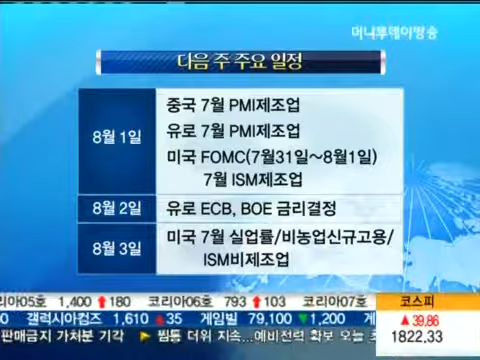 머니투데이방송
다음 주 주요 일정
8월 1일
중국 7월 PMI제조업
유로 7월 PMI제조업
미국 FOMC(7월31일~8월1일)
7월 ISM제조업
8월 2일
유로 ECB, BOE 금리결정
8월 3일
미국 7월 실업률/비농업신규고용/
ISM비제조업
코리아05호 1,400 ▲180 코리아06호 793 ▲103 코리아07호
코스피
0 갤럭시아컴즈 1,610 ▲35 게임빌 79,100 ▼1,200 게
▲39.86
판매금지 가처분 기각 ▶ 찜통 더위 지속...예비전력 확보 오늘
1822.33